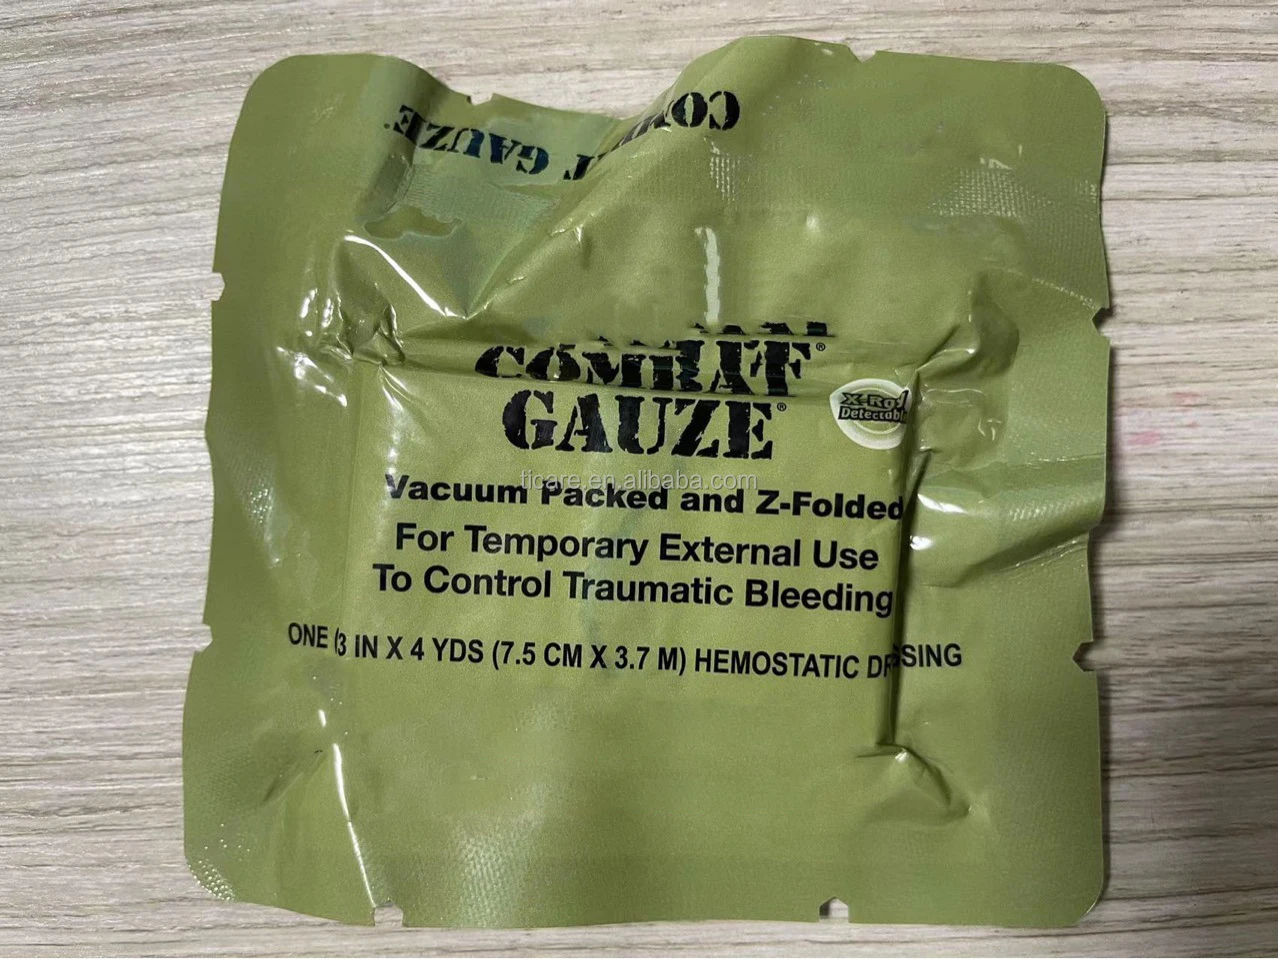 COMBAT GAUZE®
COMBAT®
GAUZE®
X-Ray
Detectable
ticare.en.alibaba.com
Vacuum Packed and Z-Folded
For Temporary External Use
To Control Traumatic Bleeding
ONE (3 IN X 4 YDS (7.5 CM X 3.7 M) HEMOSTATIC DRESSING